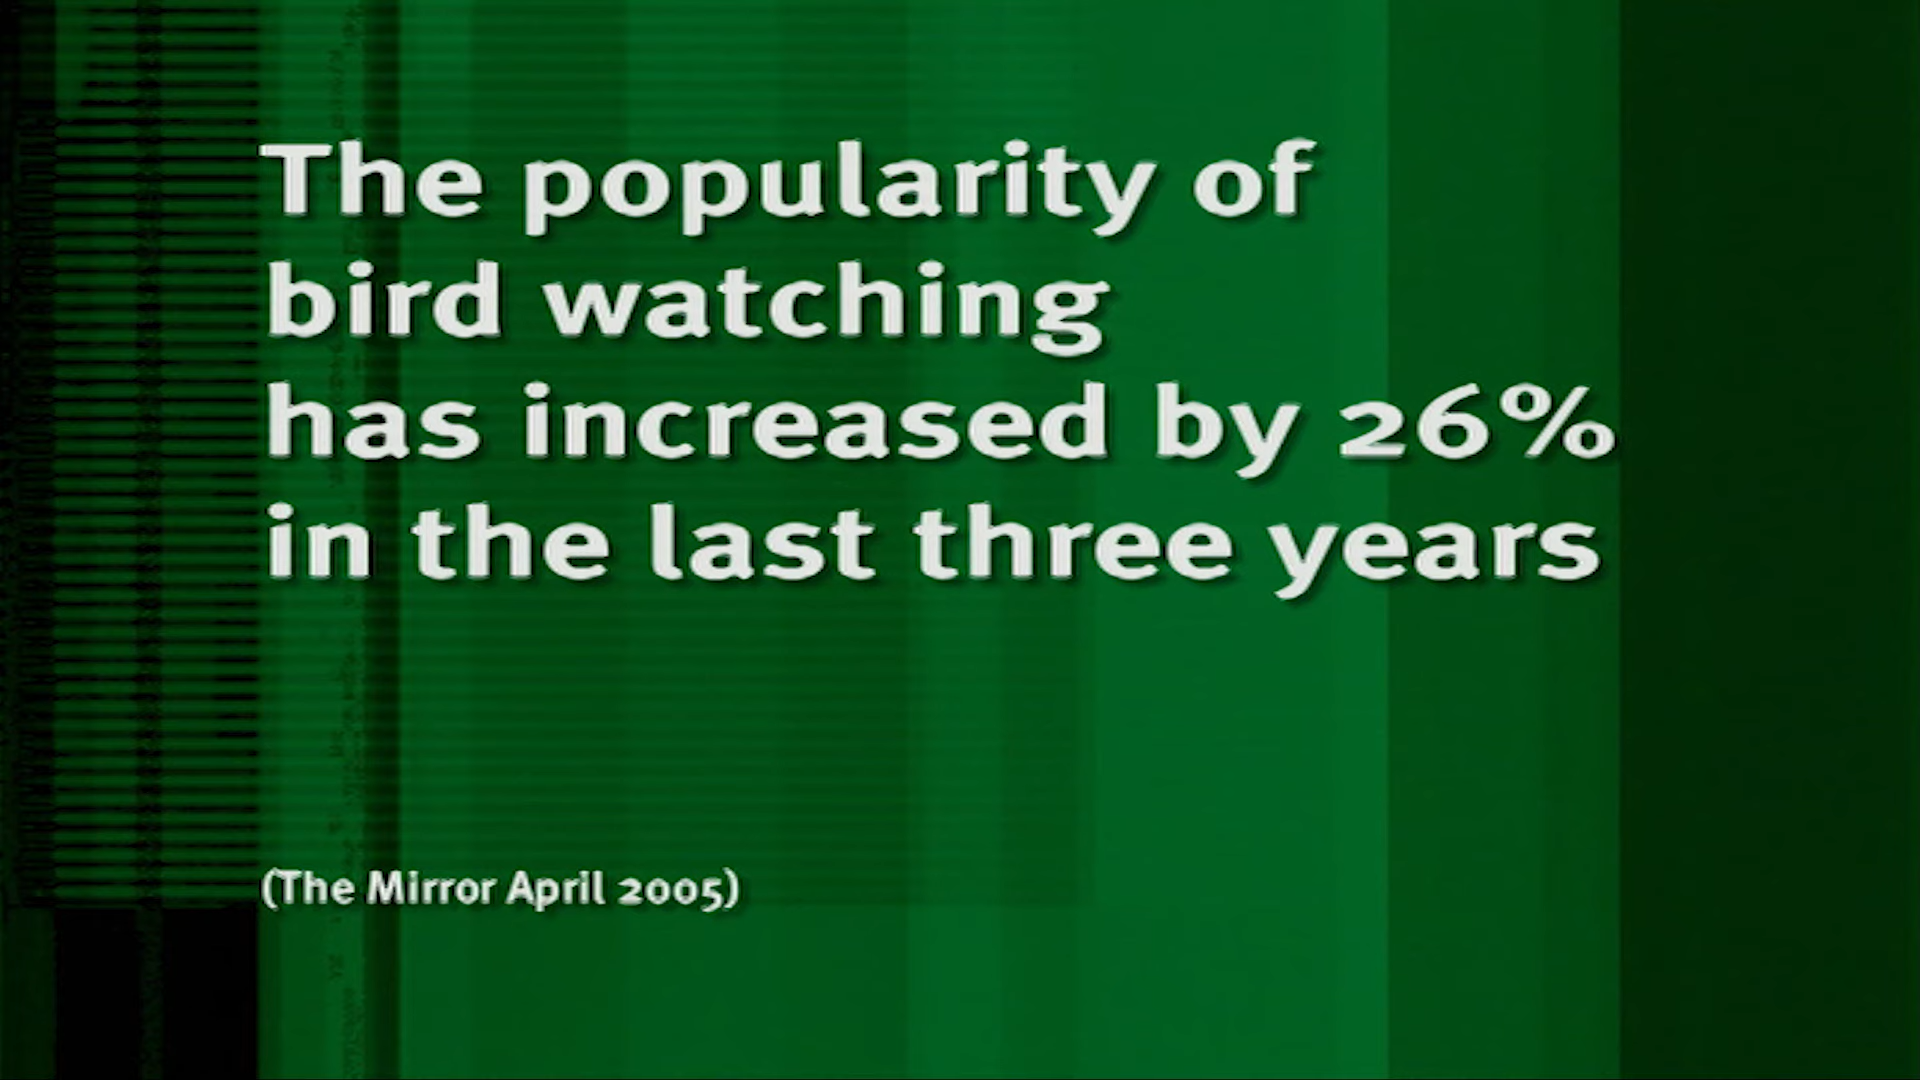 The popularity of
bird watching
has increased by 26%
in the last three years
(The Mirror April 2005)